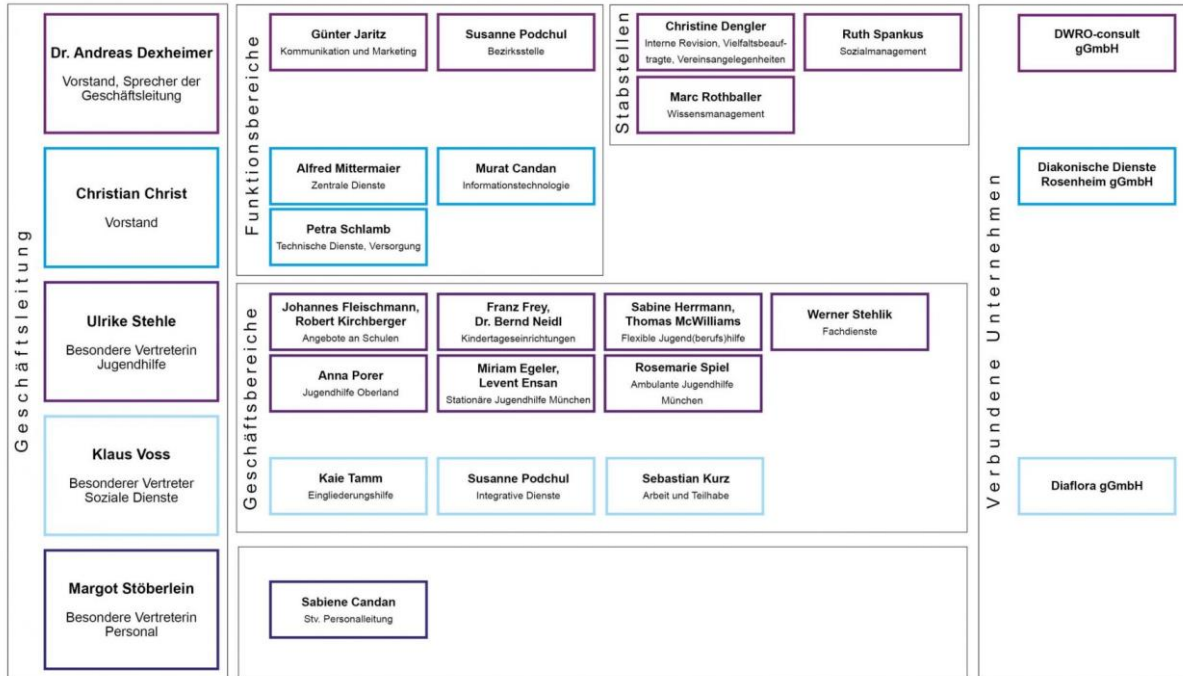 Geschäftsleitung
Dr. Andreas Dexheimer
Vorstand, Sprecher der
Geschäftsleitung
Christian Christ
Vorstand
Ulrike Stehle
Besondere Vertreterin
Jugendhilfe
Klaus Voss
Besonderer Vertreter
Soziale Dienste
Margot Stöberlein
Besondere Vertreterin
Personal
Funktionsbereiche
Günter Jaritz
Kommunikation und Marketing
Susanne Podchul
Bezirksstelle
Alfred Mittermaier
Zentrale Dienste
Murat Candan
Informationstechnologie
Petra Schlamb
Technische Dienste, Versorgung
Stabstellen
Christine Dengler
Interne Revision, Vielfaltsbeauf-
tragte, Vereinsangelegenheiten
Ruth Spankus
Sozialmanagement
Marc Rothballer
Wissensmanagement
Geschäftsbereiche
Johannes Fleischmann,
Robert Kirchberger
Angebote an Schulen
Franz Frey,
Dr. Bernd Neidl
Kindertageseinrichtungen
Sabine Herrmann,
Thomas McWilliams
Flexible Jugend(berufs)hilfe
Werner Stehlik
Fachdienste
Anna Porer
Jugendhilfe Oberland
Miriam Egeler,
Levent Ensan
Stationäre Jugendhilfe München
Rosemarie Spiel
Ambulante Jugendhilfe
München
Kaie Tamm
Eingliederungshilfe
Susanne Podchul
Integrative Dienste
Sebastian Kurz
Arbeit und Teilhabe
Sabiene Candan
Stv. Personalleitung
Verbundene Unternehmen
DWRO-consult
gGmbH
Diakonische Dienste
Rosenheim gGmbH
Diaflora gGmbH